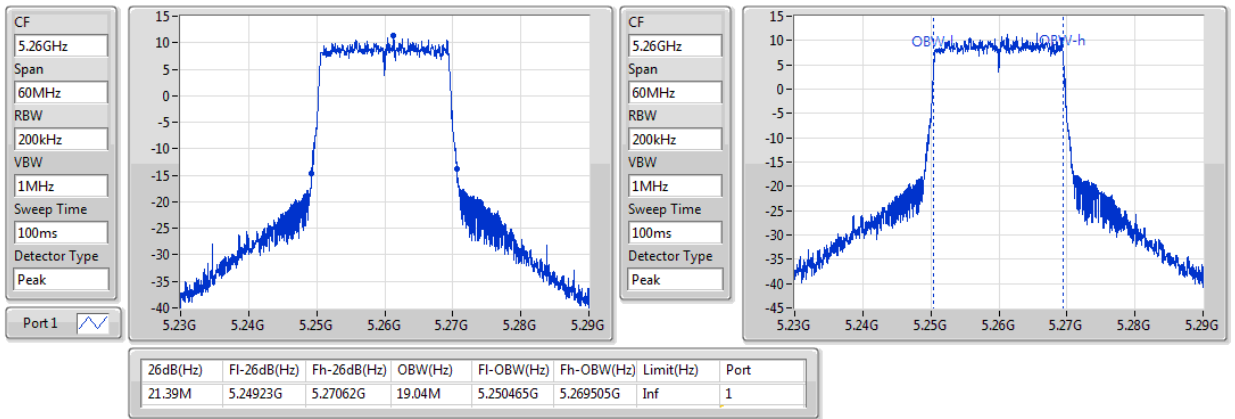 CF
5.26GHz
Span
60MHz
RBW
200kHz
VBW
1MHz
Sweep Time
100ms
Detector Type
Peak
Port 1
15
10
5
0
-5
-10
-15
-20
-25
-30
-35
-40
5.23G 5.24G 5.25G 5.26G 5.27G 5.28G 5.29G
CF
5.26GHz
Span
60MHz
RBW
200kHz
VBW
1MHz
Sweep Time
100ms
Detector Type
Peak
15
10
5
0
-5
-10
-15
-20
-25
-30
-35
-40
-45
OBW-h
5.23G 5.24G 5.25G 5.26G 5.27G 5.28G 5.29G
26dB(Hz) Fl-26dB(Hz) Fh-26dB(Hz) OBW(Hz) Fl-OBW(Hz) Fh-OBW(Hz) Limit(Hz) Port
21.39M 5.24923G 5.27062G 19.04M 5.250465G 5.269505G Inf 1